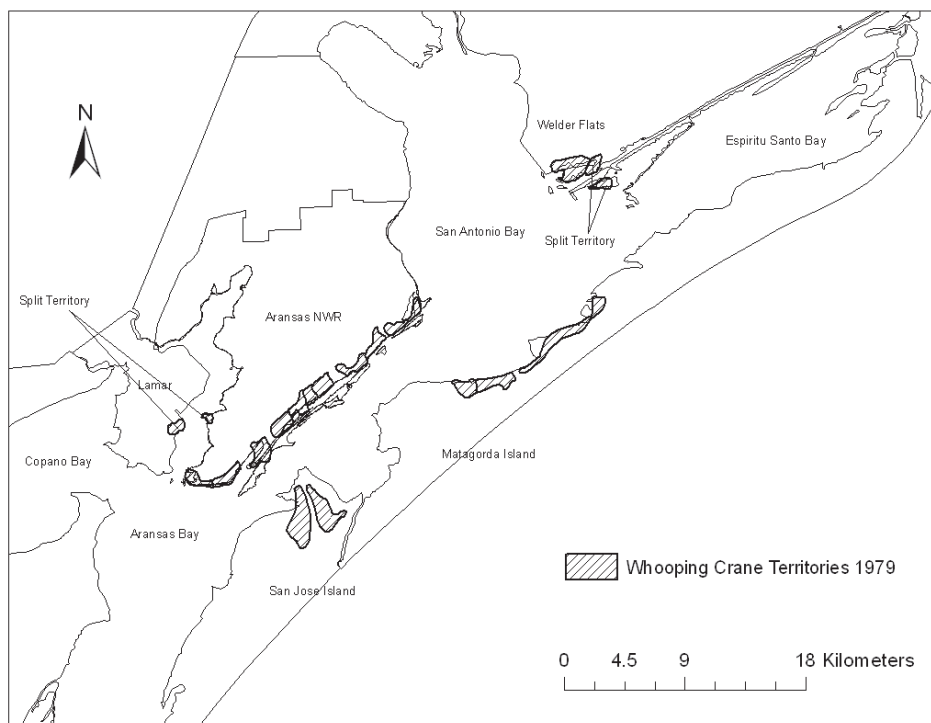 N
Welder Flats
Espiritu Santo Bay
San Antonio Bay
Split Territory
Split Territory
Aransas NWR
Lamar
Copano Bay
Matagorda Island
Aransas Bay
San Jose Island
Whooping Crane Territories 1979
0 4.5 9 18 Kilometers